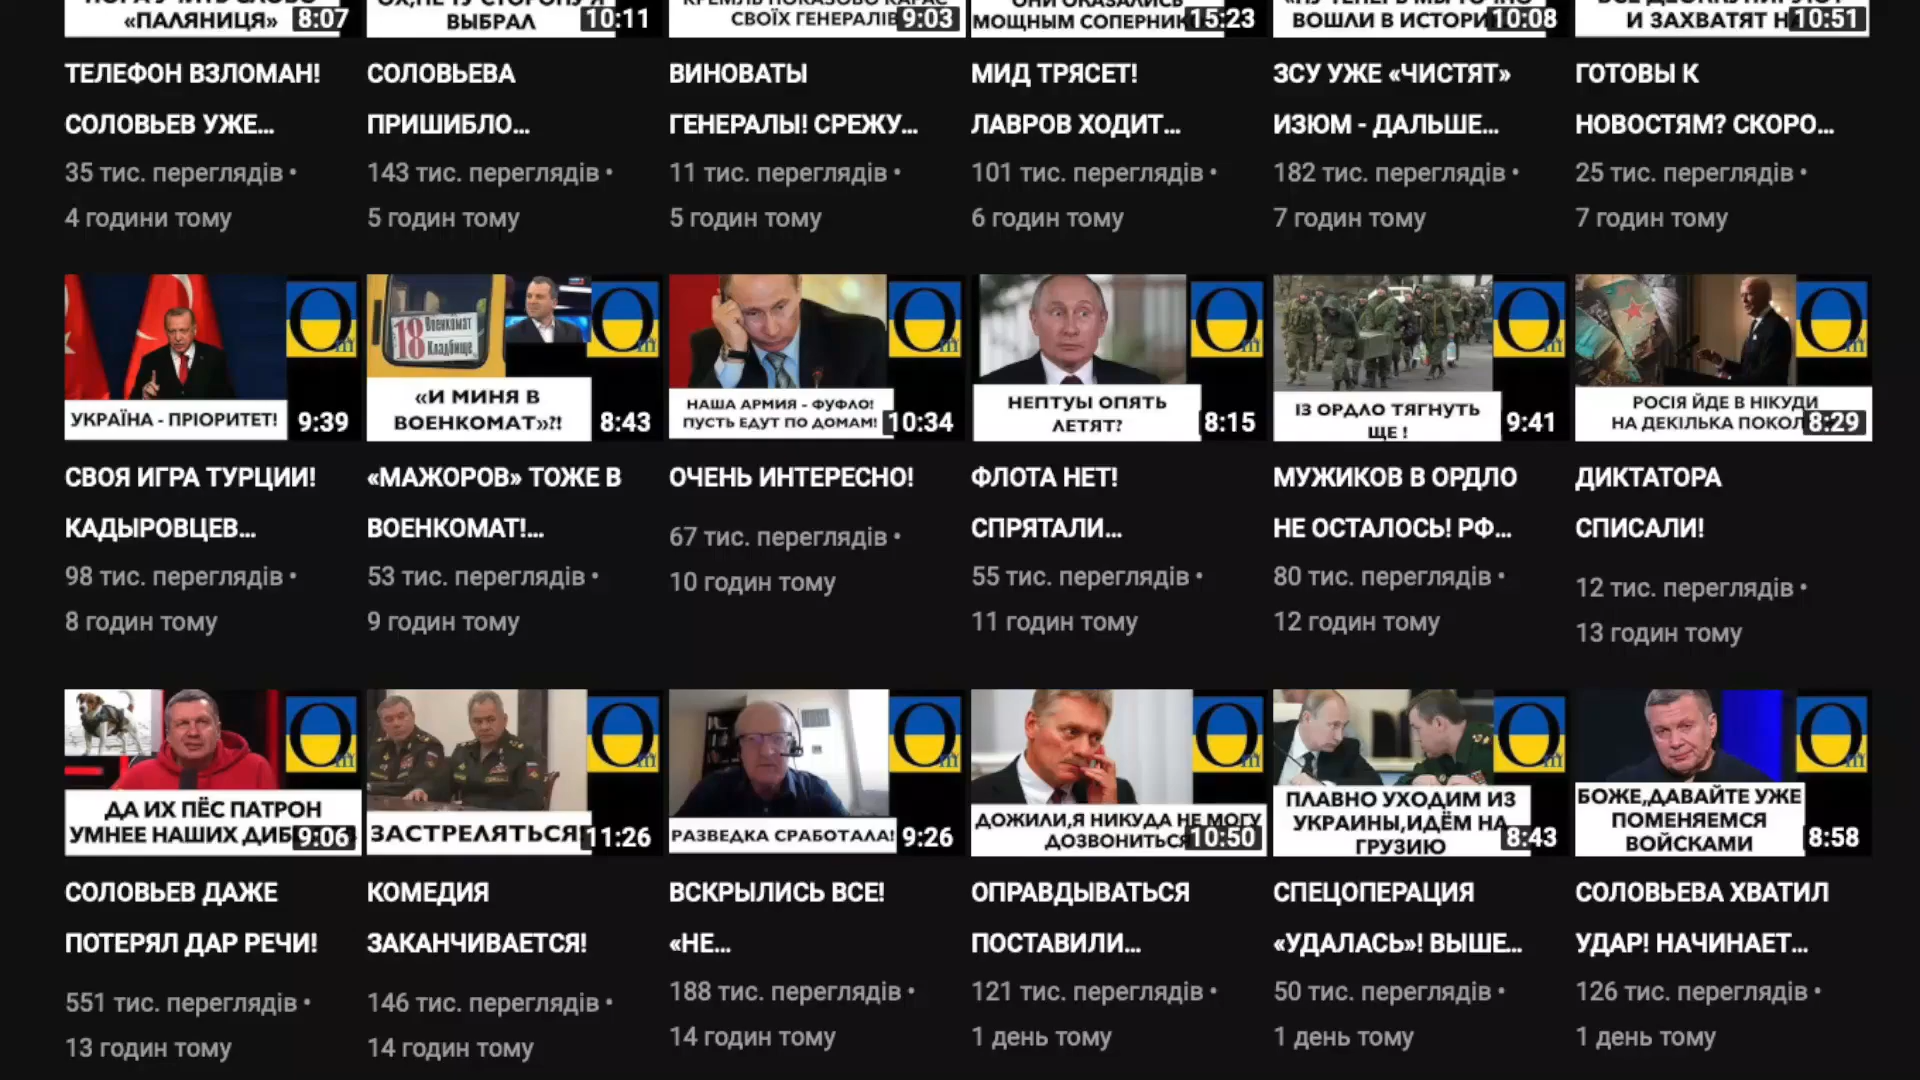 «ПАЛЯНИЦЯ» 8:07
ВЫБРАЛ 10:11
СВОЇХ ГЕНЕРАЛІВ 9:03
МОЩНЫМ СОПЕРНИК 15:23
ВОШЛИ В ИСТОРИ 10:08
И ЗАХВАТЯТ Н 10:51
ТЕЛЕФОН ВЗЛОМАН!
СОЛОВЬЕВ УЖЕ...
35 тис. переглядів •
4 години тому
СОЛОВЬЕВА
ПРИШИБЛО...
143 тис. переглядів •
5 годин тому
ВИНОВАТЫ
ГЕНЕРАЛЫ! СРЕЖУ...
11 тис. переглядів •
5 годин тому
МИД ТРЯСЕТ!
ЛАВРОВ ХОДИТ...
101 тис. переглядів •
6 годин тому
ЗСУ УЖЕ «ЧИСТЯТ»
ИЗЮМ - ДАЛЬШЕ...
182 тис. переглядів •
7 годин тому
ГОТОВЫ К
НОВОСТЯМ? СКОРО...
25 тис. переглядів •
7 годин тому
УКРАЇНА - ПРІОРИТЕТ! 9:39
СВОЯ ИГРА ТУРЦИИ!
КАДЫРОВЦЕВ...
98 тис. переглядів •
8 годин тому
18 Военкомат
Кладбище
«И МИНЯ В
ВОЕНКОМАТ»?! 8:43
«МАЖОРОВ» ТОЖЕ В
ВОЕНКОМАТ!...
53 тис. переглядів •
9 годин тому
НАША АРМИЯ - ФУФЛО!
ПУСТЬ ЕДУТ ПО ДОМАМ! 10:34
ОЧЕНЬ ИНТЕРЕСНО!
67 тис. переглядів •
10 годин тому
НЕПТУЫ ОПЯТЬ
ЛЕТЯТ? 8:15
ФЛОТА НЕТ!
СПРЯТАЛИ...
55 тис. переглядів •
11 годин тому
ІЗ ОРДЛО ТЯГНУТЬ
ЩЕ ! 9:41
МУЖИКОВ В ОРДЛО
НЕ ОСТАЛОСЬ! РФ...
80 тис. переглядів •
12 годин тому
РОСІЯ ЙДЕ В НІКУДИ
НА ДЕКІЛЬКА ПОКОЛ 8:29
ДИКТАТОРА
СПИСАЛИ!
12 тис. переглядів •
13 годин тому
ДА ИХ ПЁС ПАТРОН
УМНЕЕ НАШИХ ДИБ 9:06
СОЛОВЬЕВ ДАЖЕ
ПОТЕРЯЛ ДАР РЕЧИ!
551 тис. переглядів •
13 годин тому
ЗАСТРЕЛЯТЬСЯ! 11:26
КОМЕДИЯ
ЗАКАНЧИВАЕТСЯ!
146 тис. переглядів •
14 годин тому
РАЗВЕДКА СРАБОТАЛА! 9:26
ВСКРЫЛИСЬ ВСЕ!
«НЕ...
188 тис. переглядів •
14 годин тому
ДОЖИЛИ,Я НИКУДА НЕ МОГУ
ДОЗВОНИТЬСЯ 10:50
ОПРАВДЫВАТЬСЯ
ПОСТАВИЛИ...
121 тис. переглядів •
1 день тому
ПЛАВНО УХОДИМ ИЗ
УКРАИНЫ,ИДЁМ НА
ГРУЗИЮ 8:43
СПЕЦОПЕРАЦИЯ
«УДАЛАСЬ»! ВЫШЕ...
50 тис. переглядів •
1 день тому
БОЖЕ,ДАВАЙТЕ УЖЕ
ПОМЕНЯЕМСЯ
ВОЙСКАМИ 8:58
СОЛОВЬЕВА ХВАТИЛ
УДАР! НАЧИНАЕТ...
126 тис. переглядів •
1 день тому